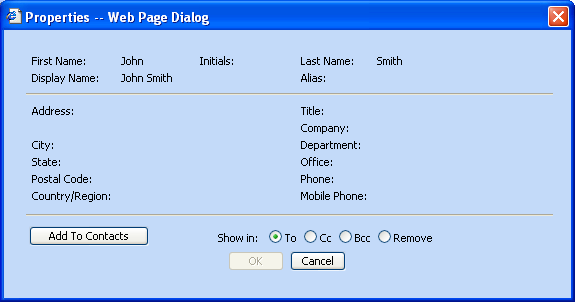 Properties -- Web Page Dialog
First Name: John Initials: Last Name: Smith
Display Name: John Smith Alias:
Address: Title:
Company:
City: Department:
State: Office:
Postal Code: Phone:
Country/Region: Mobile Phone:
Add To Contacts Show in: To Cc Bcc Remove
OK Cancel